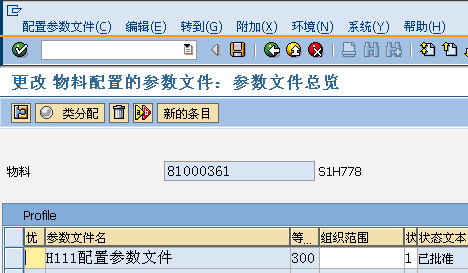 配置参数文件(C) 编辑(E) 转到(G) 附加(X) 环境(N) 系统(Y) 帮助(H)
更改 物料配置的参数文件: 参数文件总览
类分配 新的条目
物料 81000361 S1H778
Profile
优 参数文件名 等... 组织范围 状 状态文本
H111配置参数文件 300 1 已批准